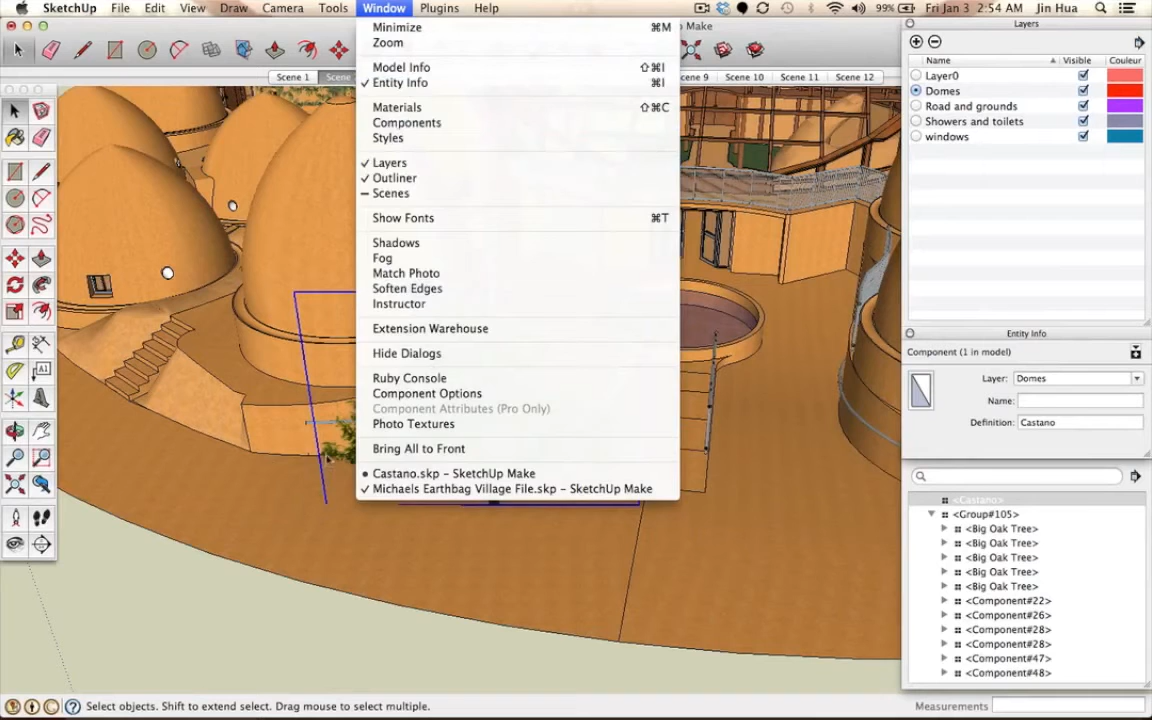 SketchUp File Edit View Draw Camera Tools Window Plugins Help 99% Fri Jan 3 2:54 AM Jin Hua
Minimize ⌘M
Zoom
Model Info ⇧⌘I
✓ Entity Info ⌘I
Materials ⇧⌘C
Components
Styles
✓ Layers
✓ Outliner
Scenes
Show Fonts ⌘T
Shadows
Fog
Match Photo
Soften Edges
Instructor
Extension Warehouse
Hide Dialogs
Ruby Console
Component Options
Component Attributes (Pro Only)
Photo Textures
Bring All to Front
• Castano.skp - SketchUp Make
✓ Michaels Earthbag Village File.skp - SketchUp Make
Make
Scene 1 Scene cene 9 Scene 10 Scene 11 Scene 12
Layers
Name Visible Couleur
Layer0
Domes
Road and grounds
Showers and toilets
windows
Entity Info
Component (1 in model)
Layer: Domes
Name:
Definition: Castano
<Castano>
<Group#105>
<Big Oak Tree>
<Big Oak Tree>
<Big Oak Tree>
<Big Oak Tree>
<Big Oak Tree>
<Component#22>
<Component#26>
<Component#28>
<Component#28>
<Component#47>
<Component#48>
Select objects. Shift to extend select. Drag mouse to select multiple. Measurements